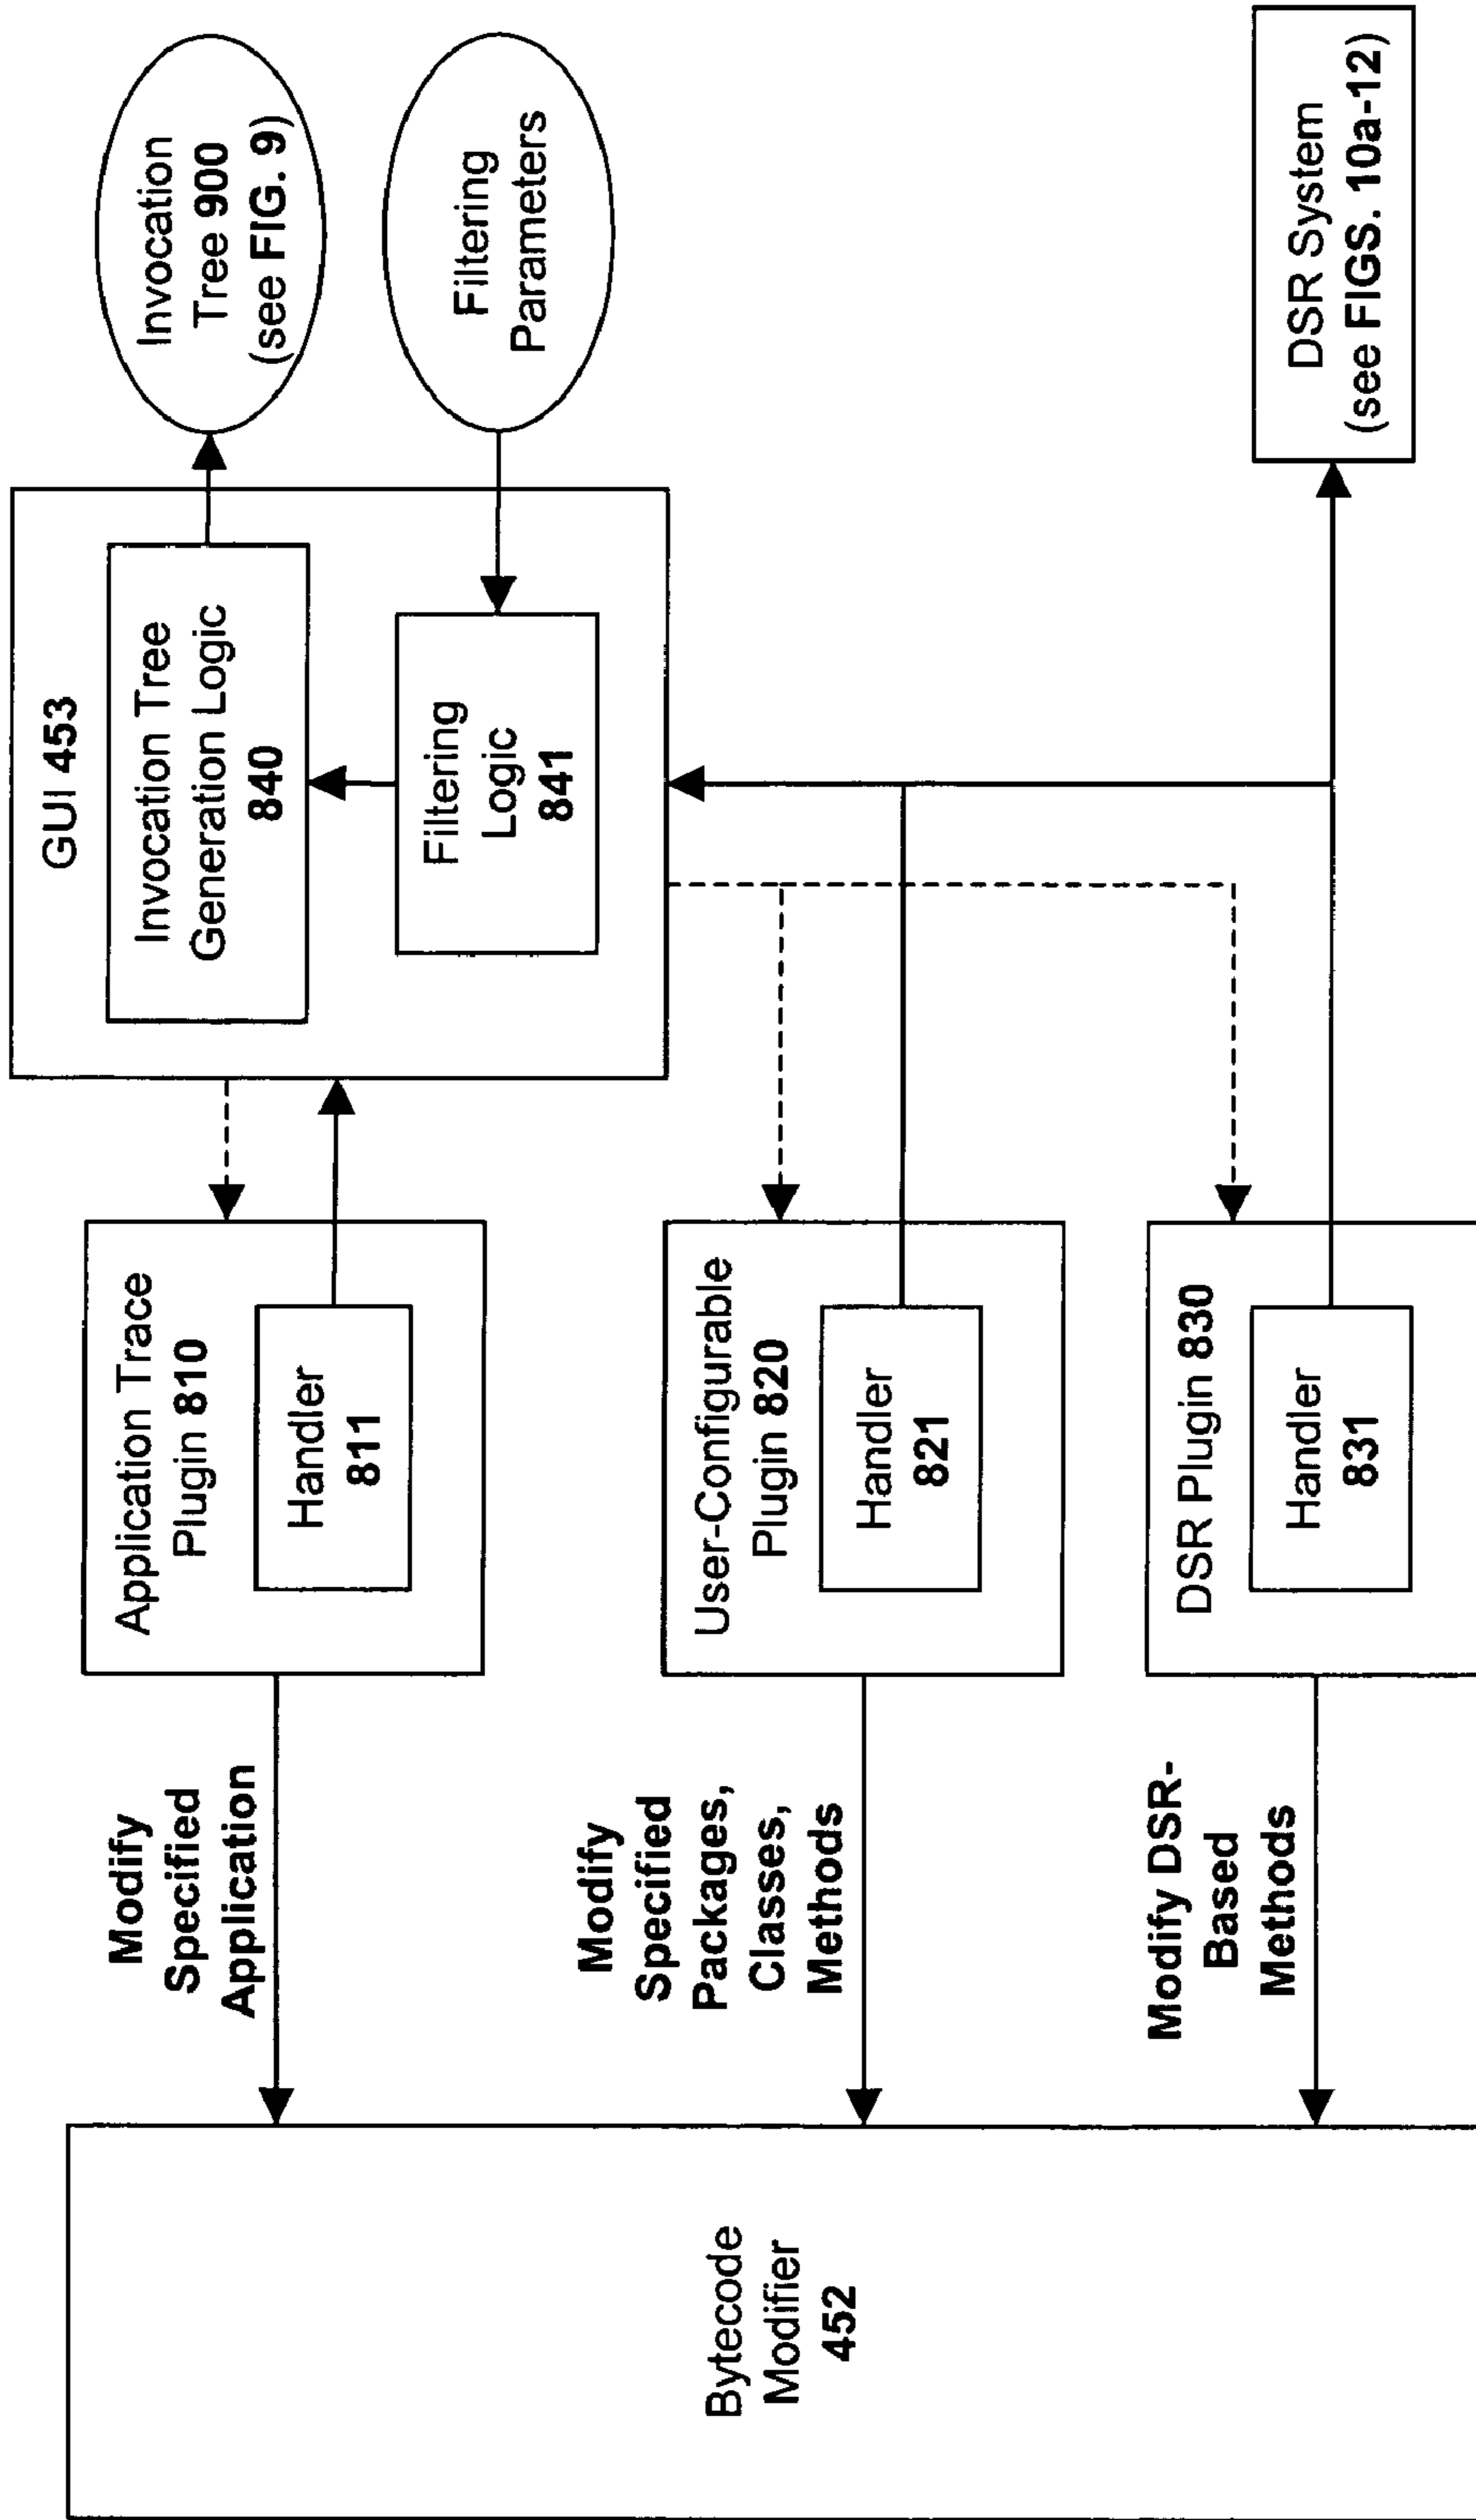 Bytecode
Modifier
452
Modify
Specified
Application
Modify
Specified
Packages,
Classes,
Methods
Modify DSR-
Based
Methods
Application Trace
Plugin 810
Handler
811
User-Configurable
Plugin 820
Handler
821
DSR Plugin 830
Handler
831
GUI 453
Invocation Tree
Generation Logic
840
Filtering
Logic
841
Invocation
Tree 900
(see FIG. 9)
Filtering
Parameters
DSR System
(see FIGS. 10a-12)